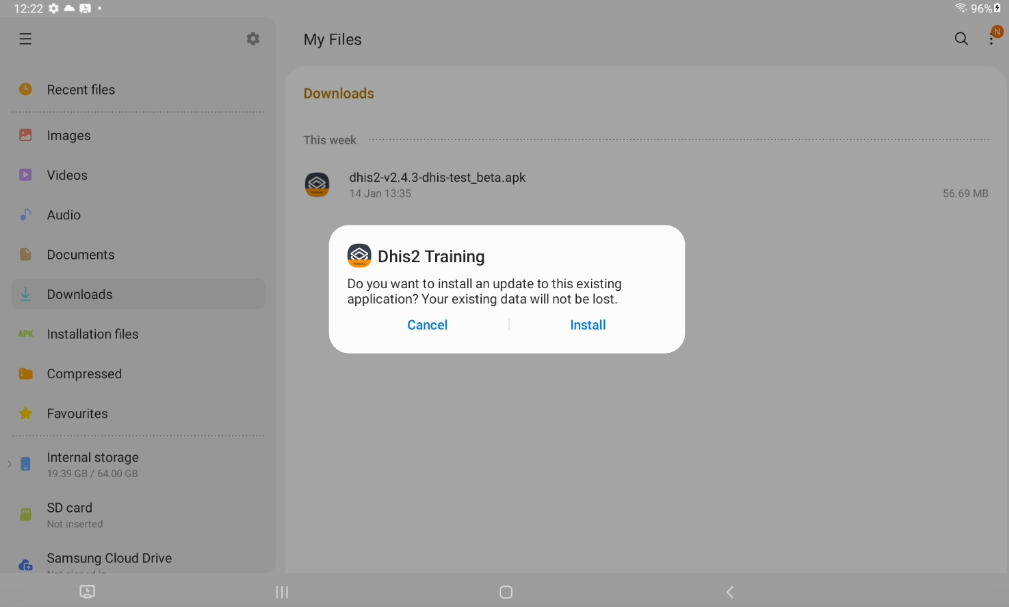 12:22
96%
My Files
N
Recent files
Images
Videos
Audio
Documents
Downloads
APK Installation files
Compressed
Favourites
Internal storage
19.39 GB / 64.00 GB
SD card
Not inserted
Samsung Cloud Drive
Downloads
This week
dhis2-v2.4.3-dhis-test_beta.apk
14 Jan 13:35
56.69 MB
Dhis2 Training
Do you want to install an update to this existing
application? Your existing data will not be lost.
Cancel
Install